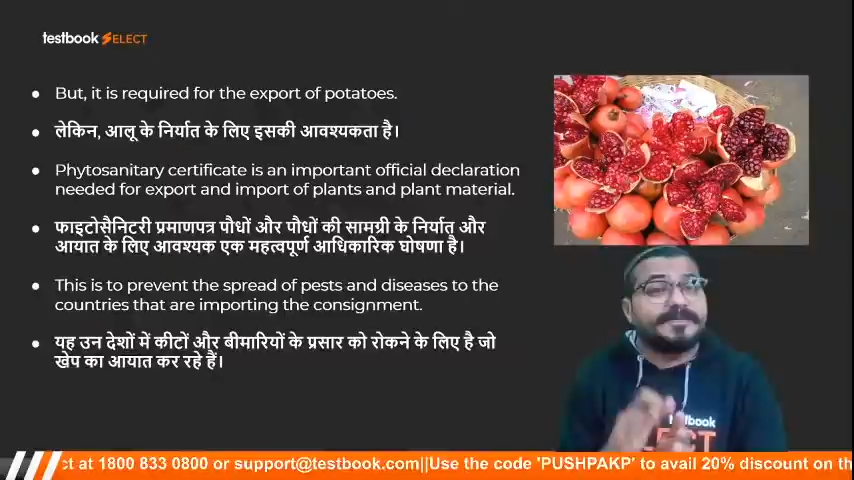 testbook SELECT
But, it is required for the export of potatoes.
लेकिन, आलू के निर्यात के लिए इसकी आवश्यकता है।
Phytosanitary certificate is an important official declaration
needed for export and import of plants and plant material.
फाइटोसैनिटरी प्रमाणपत्र पौधों और पौधों की सामग्री के निर्यात और
आयात के लिए आवश्यक एक महत्वपूर्ण आधिकारिक घोषणा है।
This is to prevent the spread of pests and diseases to the
countries that are importing the consignment.
यह उन देशों में कीटों और बीमारियों के प्रसार को रोकने के लिए है जो
खेप का आयात कर रहे हैं।
ct at 1800 833 0800 or support@testbook.com||Use the code 'PUSHPAKP' to avail 20% discount on th